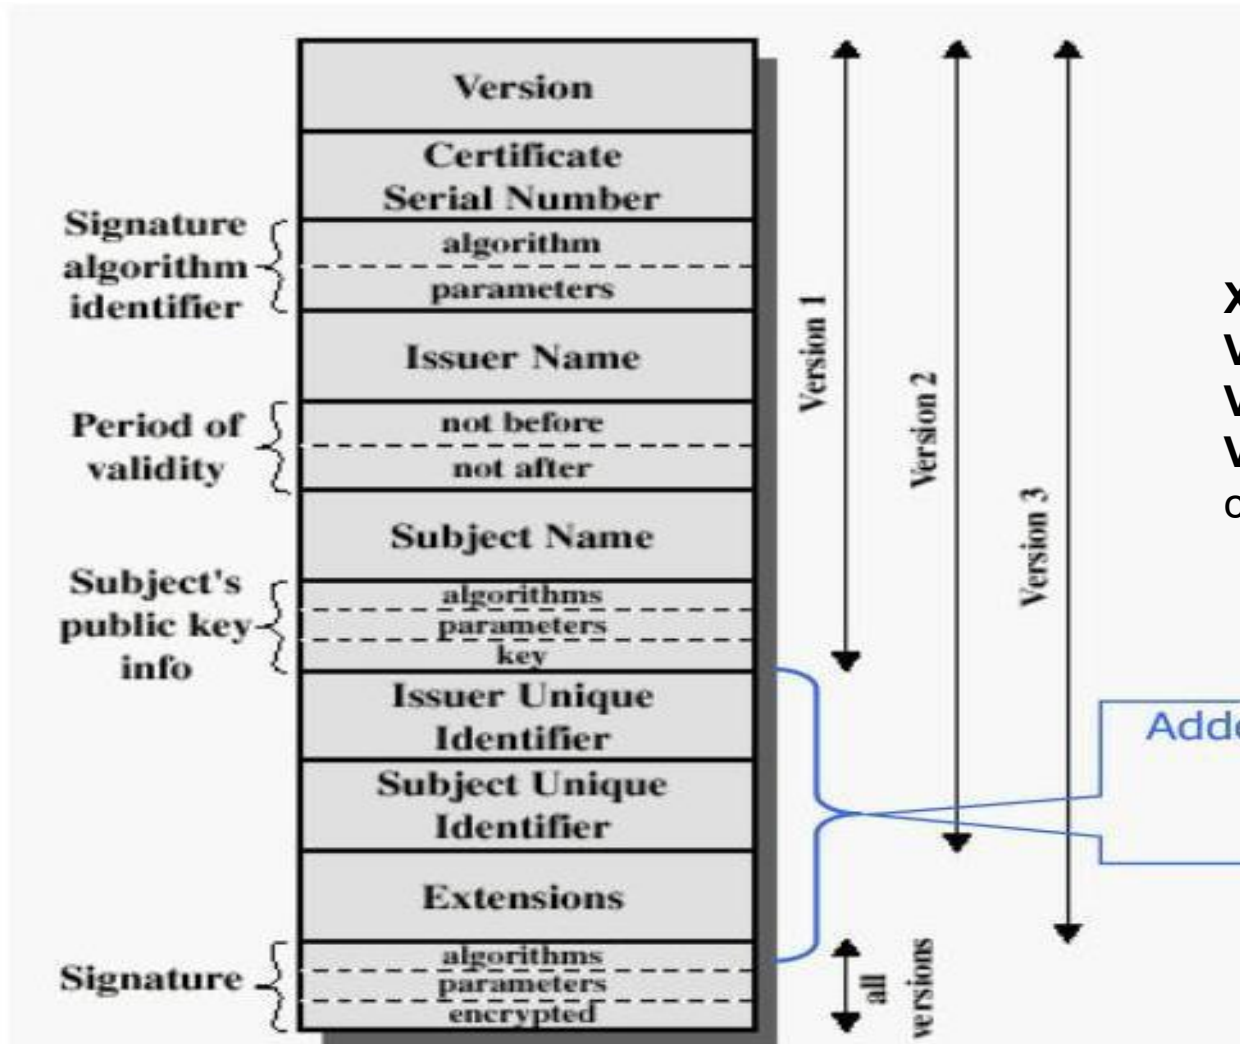 Version
Certificate
Serial Number
Signature
algorithm
identifier
algorithm
parameters
Issuer Name
Period of
validity
not before
not after
Subject Name
Subject's
public key
info
algorithms
parameters
key
Issuer Unique
Identifier
Subject Unique
Identifier
Extensions
Signature
algorithms
parameters
encrypted
Version 1
Version 2
Version 3
all
versions